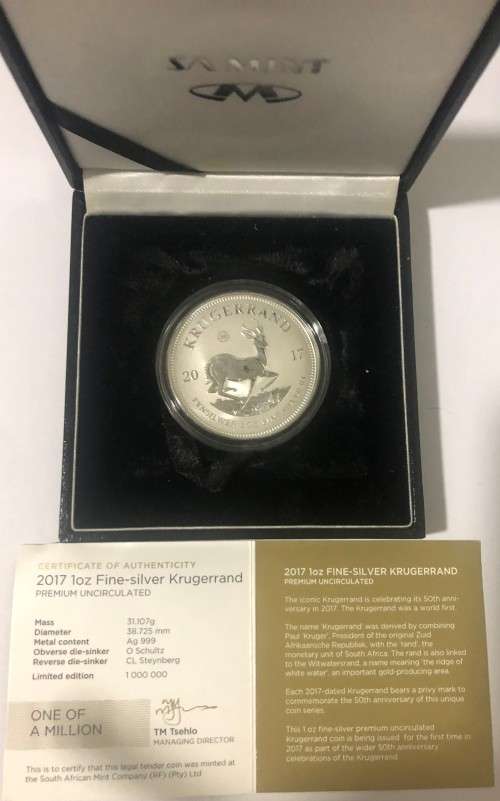 SA MINT
KRUGERRAND
2017
FYNSILWER 1 OZ FINE SILVER
CERTIFICATE OF AUTHENTICITY
2017 1oz Fine-silver Krugerrand
PREMIUM UNCIRCULATED
Mass 31.107g
Diameter 38.725 mm
Metal content Ag 999
Obverse die-sinker O Schultz
Reverse die-sinker CL Steynberg
Limited edition 1 000 000
ONE OF
A MILLION
TM Tsehlo
MANAGING DIRECTOR
This is to certify that this legal tender coin was minted at
the South African Mint Company (RF) (Pty) Ltd
2017 1oz FINE-SILVER KRUGERRAND
PREMIUM UNCIRCULATED
The iconic Krugerrand is celebrating its 50th anni-
versary in 2017. The Krugerrand was a world first.
The name 'Krugerrand' was derived by combining
Paul 'Kruger', President of the original Zuid
Afrikaansche Republiek, with the 'rand', the
monetary unit of South Africa. The rand is also linked
to the Witwatersrand, a name meaning 'the ridge of
white water', an important gold-producing area.
Each 2017-dated Krugerrand bears a privy mark to
commemorate the 50th anniversary of this unique
coin series.
This 1 oz fine-silver premium uncirculated
Krugerrand coin is being issued for the first time in
2017 as part of the wider 50th anniversary
celebrations of the Krugerrand.